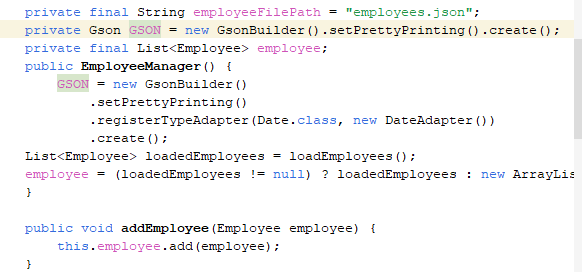 private final String employeeFilePath = "employees.json";
private Gson GSON = new GsonBuilder().setPrettyPrinting().create();
private final List<Employee> employee;
public EmployeeManager() {
GSON = new GsonBuilder()
.setPrettyPrinting()
.registerTypeAdapter(Date.class, new DateAdapter())
.create();
List<Employee> loadedEmployees = loadEmployees();
employee = (loadedEmployees != null) ? loadedEmployees : new ArrayLis
}
public void addEmployee(Employee employee) {
this.employee.add(employee);
}